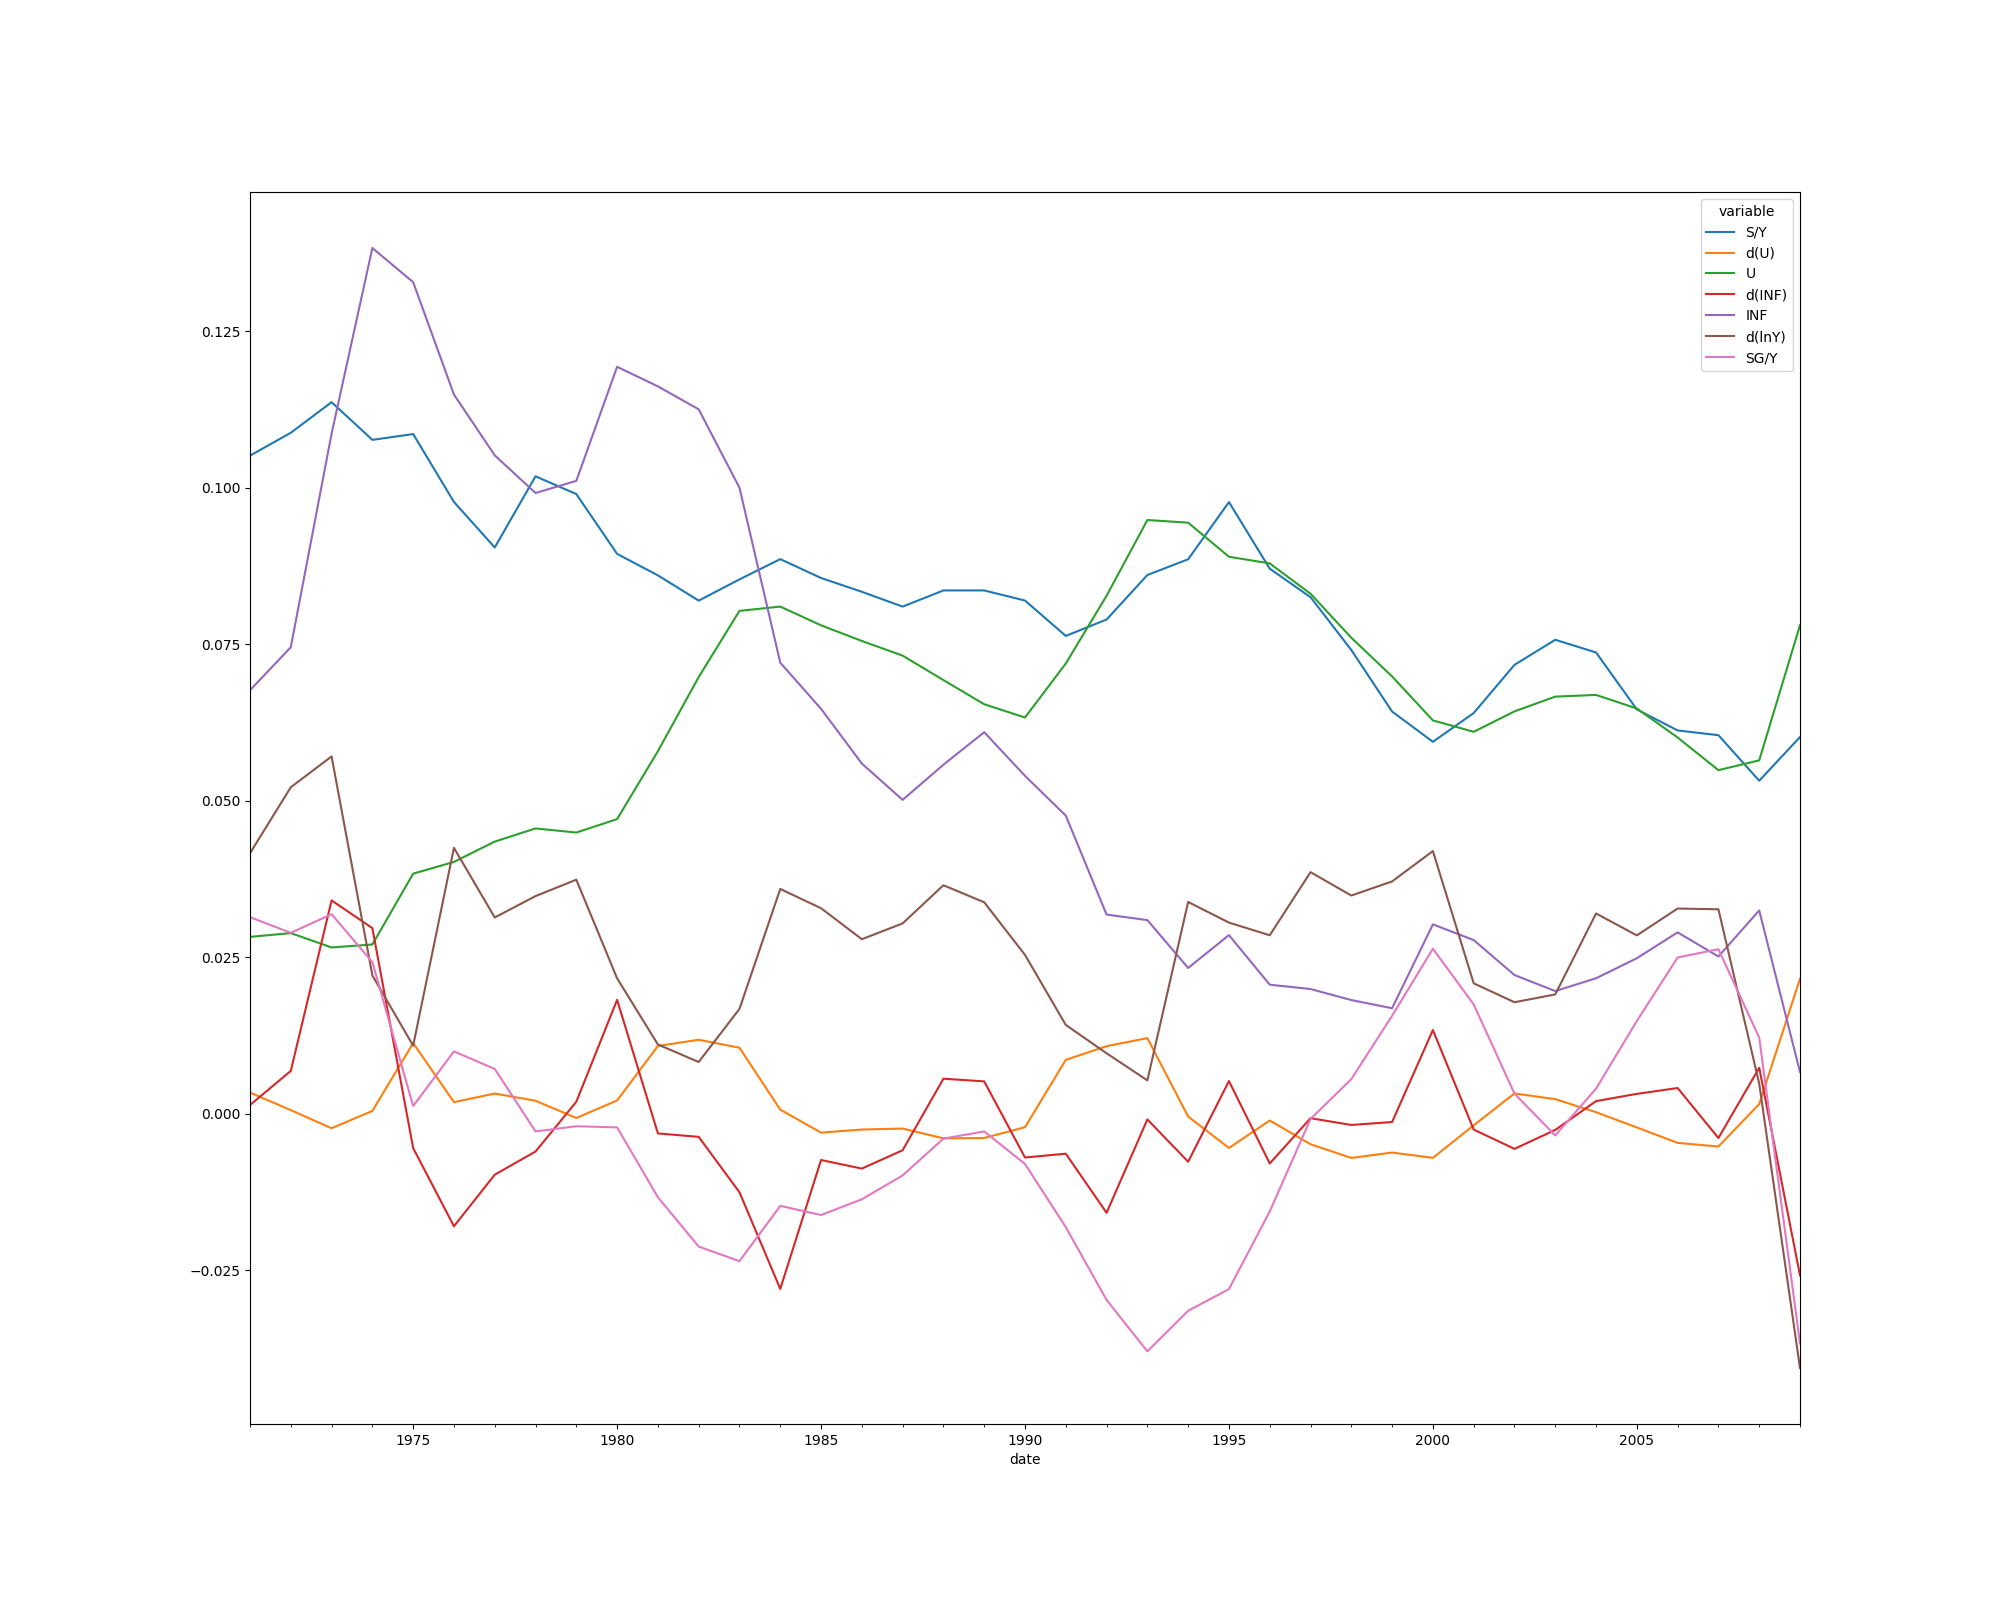 variable
S/Y
d(U)
U
d(INF)
INF
d(lnY)
SG/Y
0.125
0.100
0.075
0.050
0.025
0.000
−0.025
1975 1980 1985 1990 1995 2000 2005
date